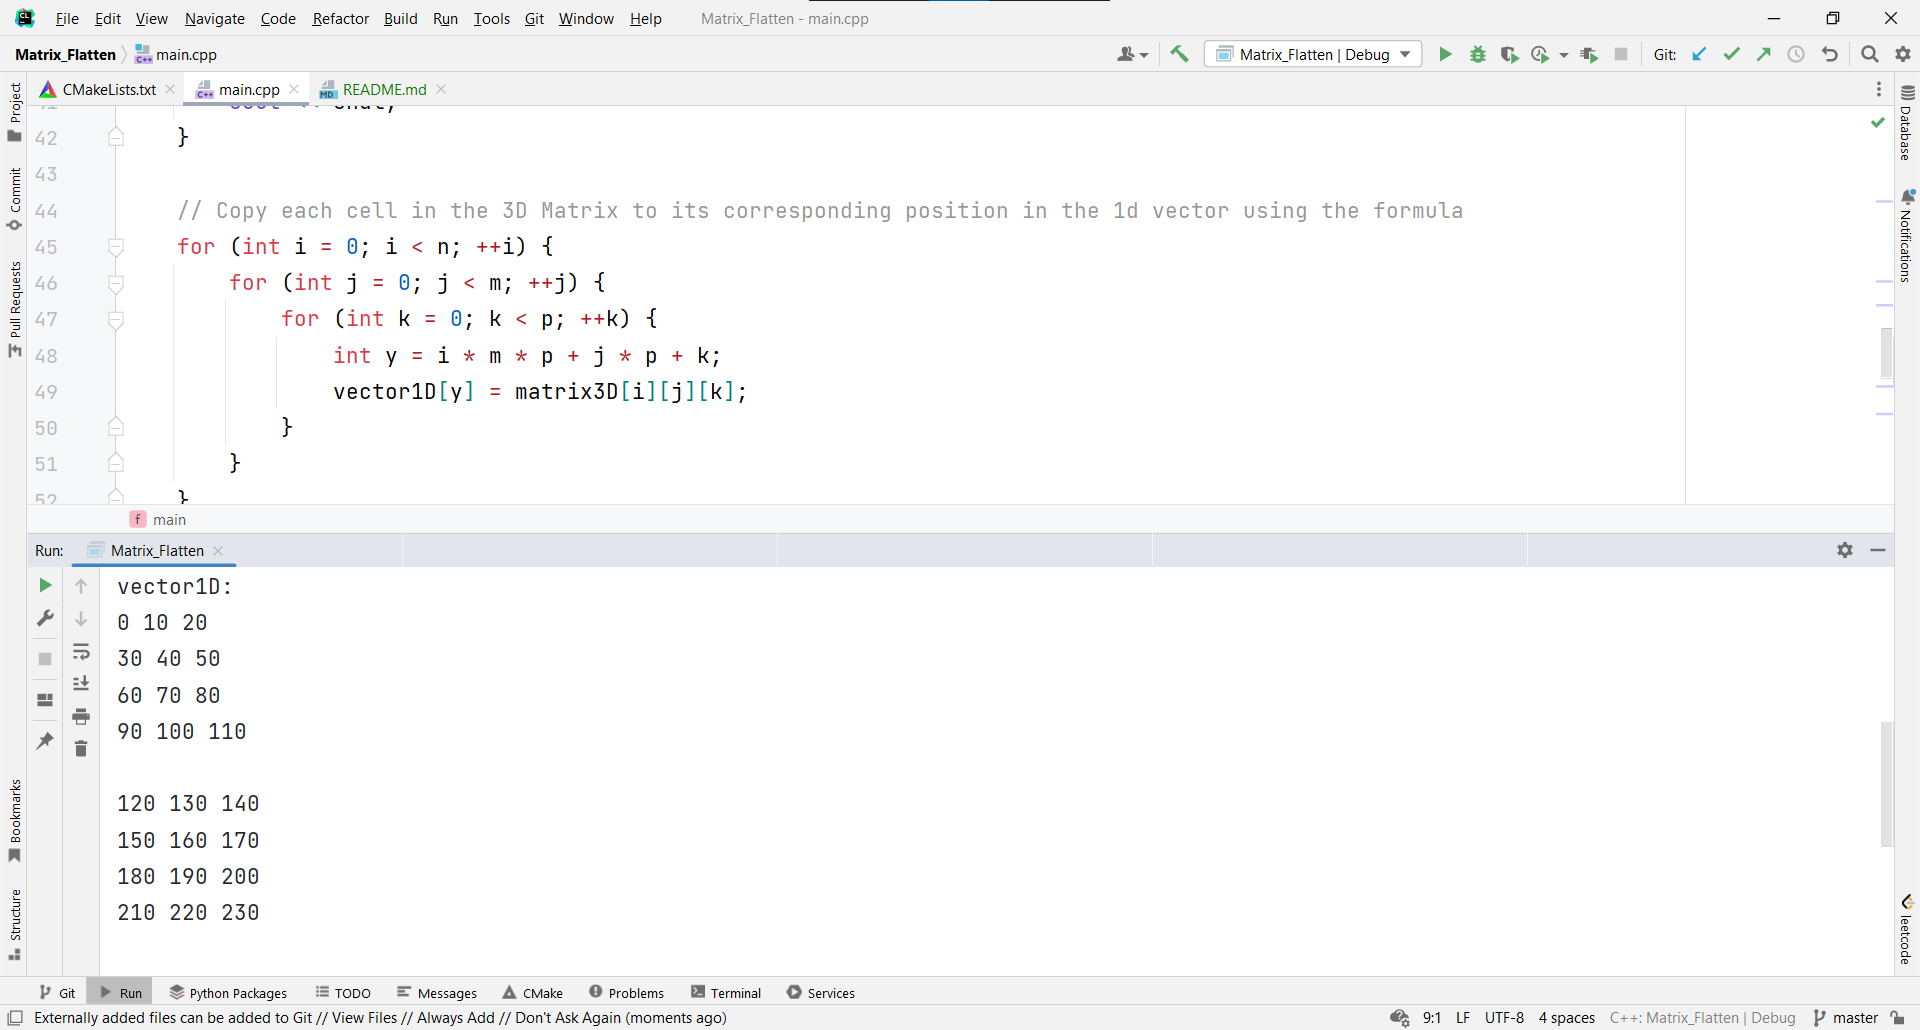 File Edit View Navigate Code Refactor Build Run Tools Git Window Help Matrix_Flatten - main.cpp
Matrix_Flatten main.cpp Matrix_Flatten | Debug Git:
CMakeLists.txt main.cpp README.md
42 }
43
44 // Copy each cell in the 3D Matrix to its corresponding position in the 1d vector using the formula
45 for (int i = 0; i < n; ++i) {
46 for (int j = 0; j < m; ++j) {
47 for (int k = 0; k < p; ++k) {
48 int y = i * m * p + j * p + k;
49 vector1D[y] = matrix3D[i][j][k];
50 }
51 }
52 }
f main
Run: Matrix_Flatten
vector1D:
0 10 20
30 40 50
60 70 80
90 100 110
120 130 140
150 160 170
180 190 200
210 220 230
Project
Commit
Pull Requests
Bookmarks
Structure
Database
Notifications
leetcode
Git Run Python Packages TODO Messages CMake Problems Terminal Services
Externally added files can be added to Git // View Files // Always Add // Don't Ask Again (moments ago) 9:1 LF UTF-8 4 spaces C++: Matrix_Flatten | Debug master